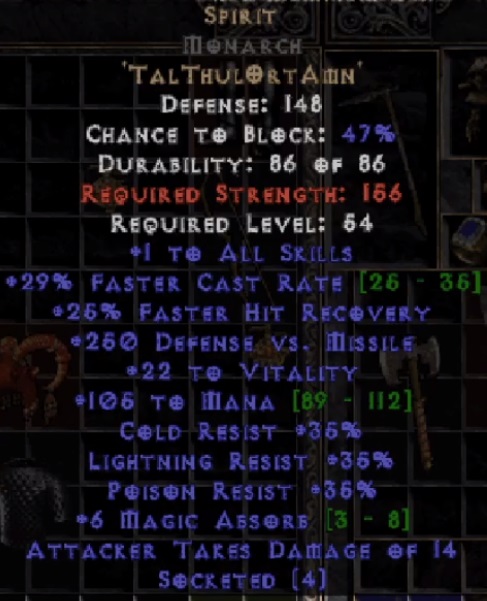 Spirit
Monarch
'TalThulOrtAmn'
Defense: 148
Chance to Block: 47%
Durability: 86 of 86
Required Strength: 156
Required Level: 54
+1 to All Skills
+29% Faster Cast Rate [25 - 35]
+25% Faster Hit Recovery
+250 Defense vs. Missile
+22 to Vitality
+105 to Mana [89 - 112]
Cold Resist +35%
Lightning Resist +35%
Poison Resist +35%
+6 Magic Absorb [3 - 8]
Attacker Takes Damage of 14
Socketed [4]